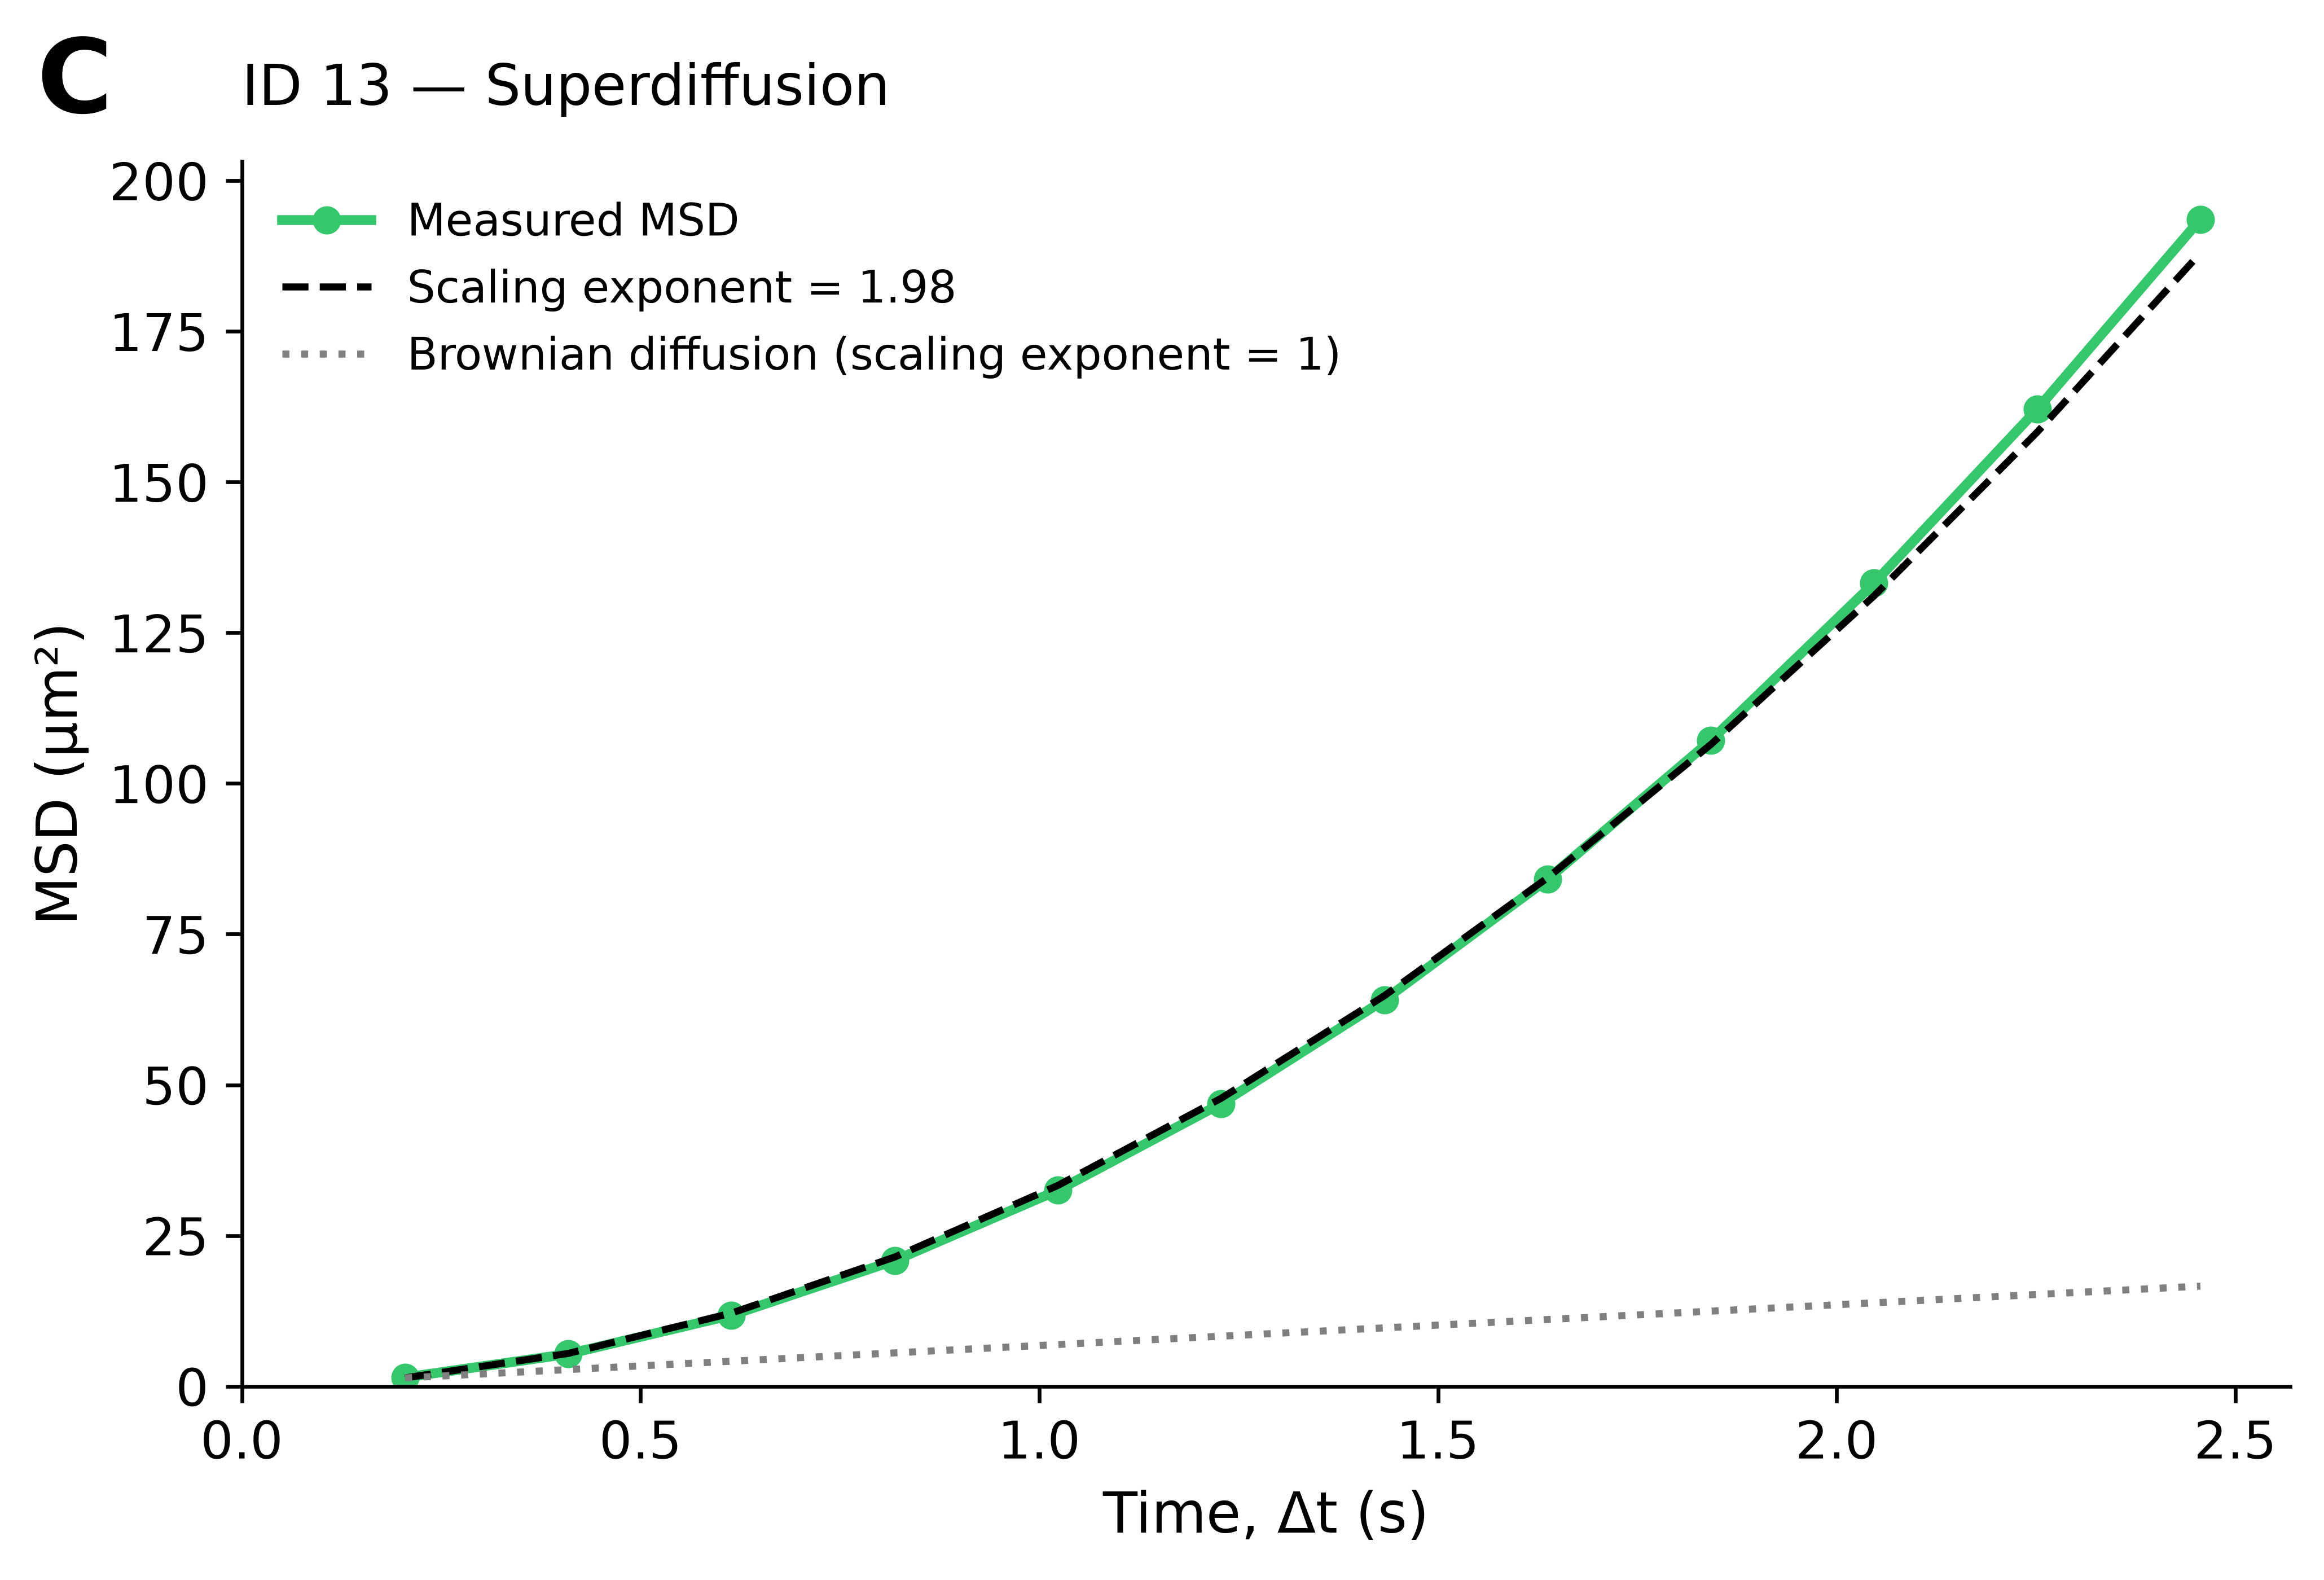 C
ID 13 — Superdiffusion
Measured MSD
Scaling exponent = 1.98
Brownian diffusion (scaling exponent = 1)
MSD (µm²)
200
175
150
125
100
75
50
25
0
0.0 0.5 1.0 1.5 2.0 2.5
Time, Δt (s)